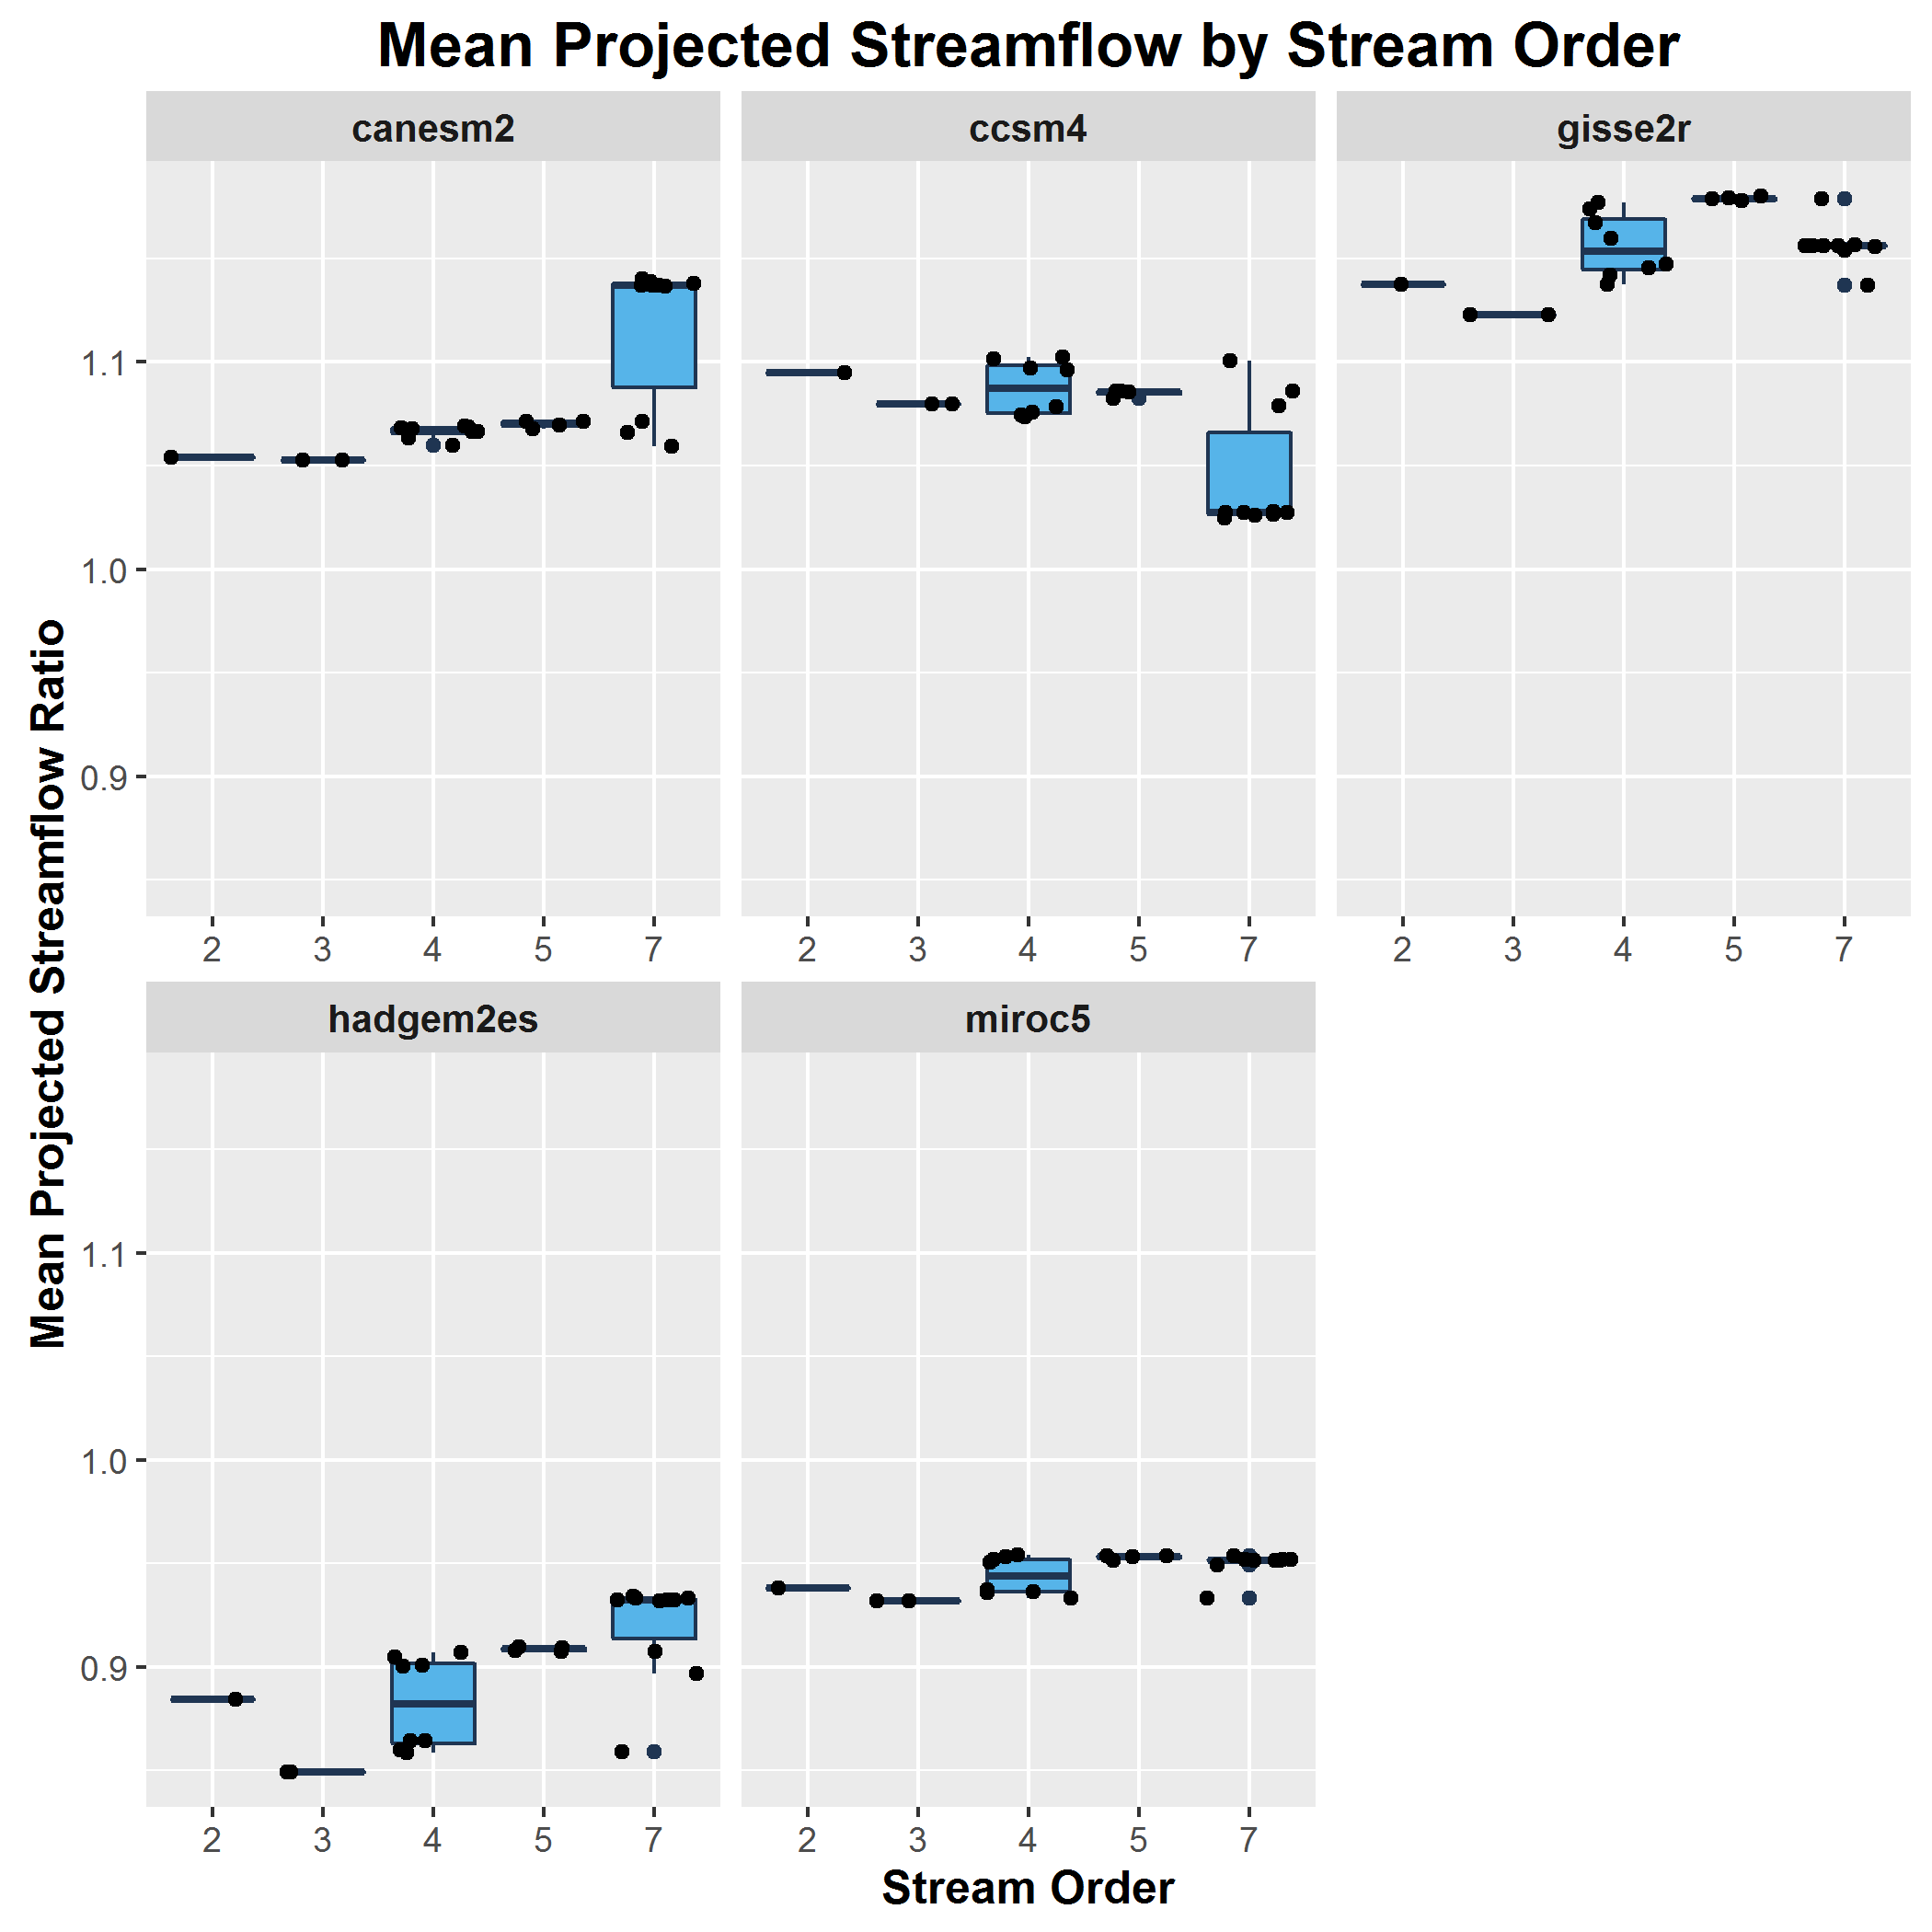 Mean Projected Streamflow by Stream Order
canesm2
ccsm4
gisse2r
Mean Projected Streamflow Ratio
1.1
1.0
0.9
2 3 4 5 7
2 3 4 5 7
2 3 4 5 7
hadgem2es
miroc5
1.1
1.0
0.9
2 3 4 5 7
2 3 4 5 7
Stream Order